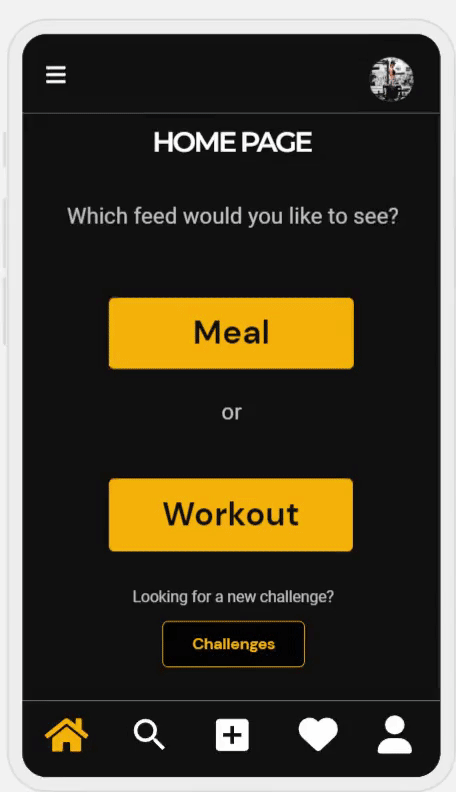 HOME PAGE
Which feed would you like to see?
Meal
or
Workout
Looking for a new challenge?
Challenges